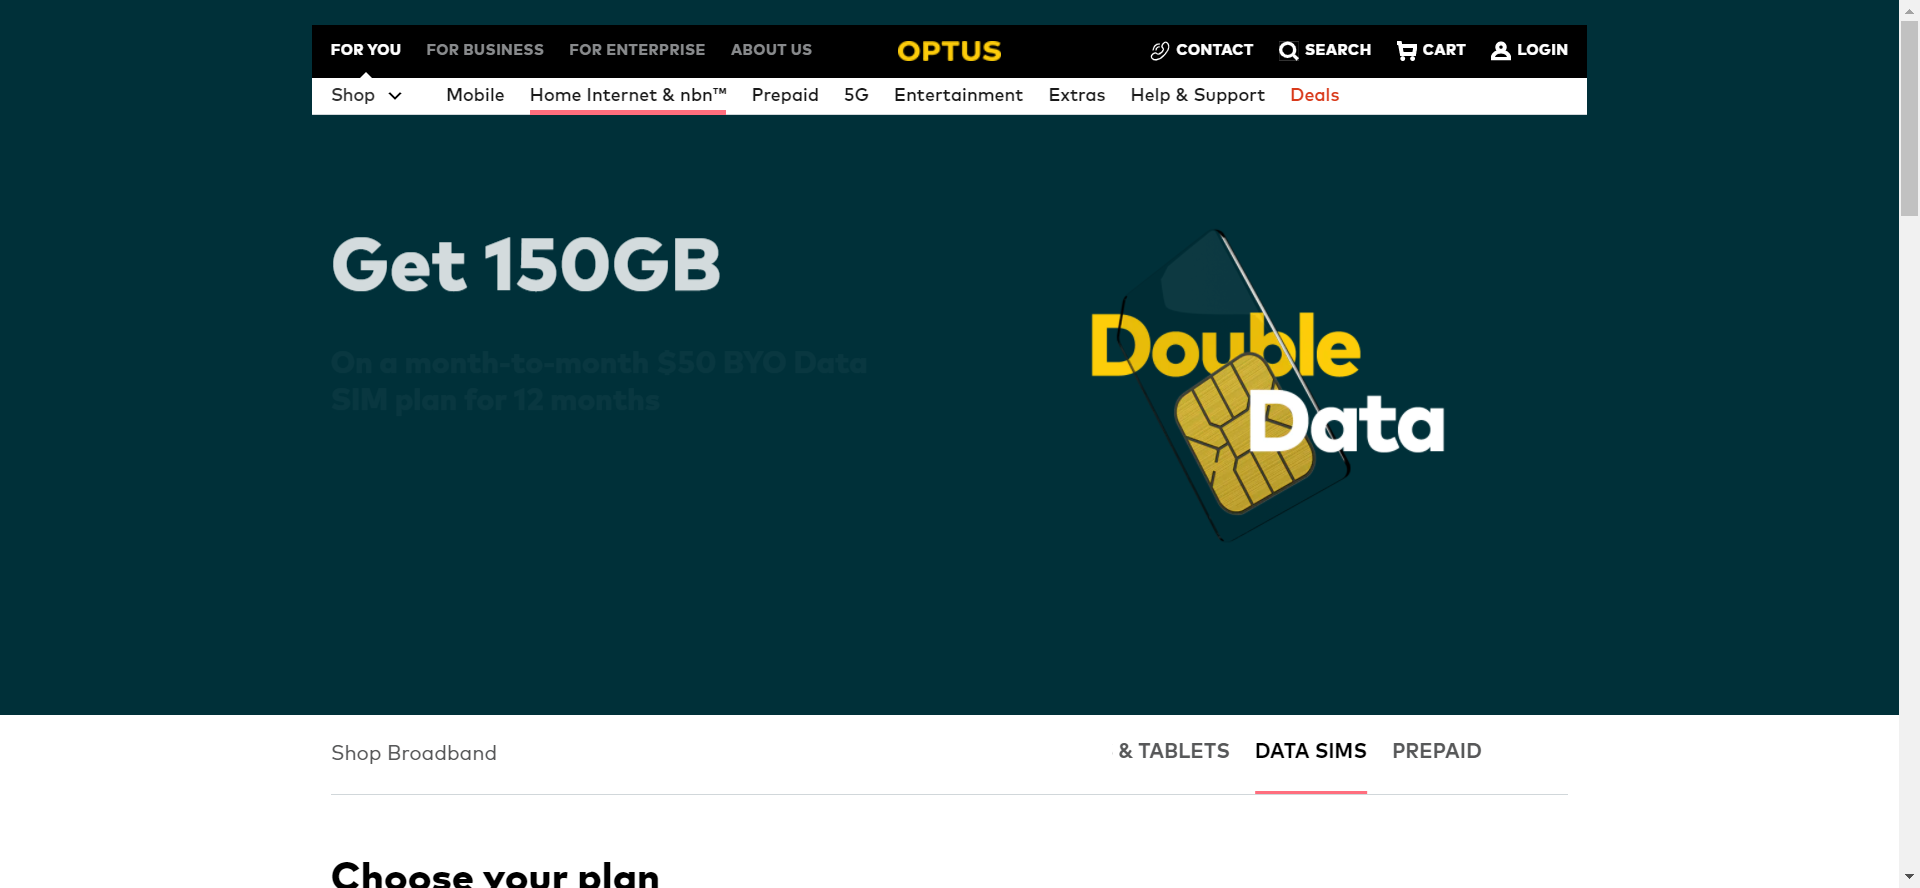 FOR YOU FOR BUSINESS FOR ENTERPRISE ABOUT US OPTUS CONTACT SEARCH CART LOGIN
Shop Mobile Home Internet & nbn™ Prepaid 5G Entertainment Extras Help & Support Deals
Get 150GB
On a month-to-month $50 BYO Data
SIM plan for 12 months
Double
Data
Shop Broadband & TABLETS DATA SIMS PREPAID
Choose your plan